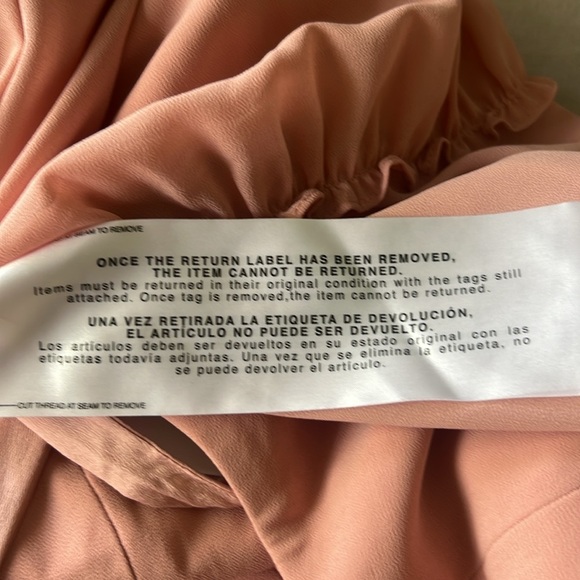 AT SEAM TO REMOVE
ONCE THE RETURN LABEL HAS BEEN REMOVED,
THE ITEM CANNOT BE RETURNED.
Items must be returned in their original condition with the tags still
attached. Once tag is removed,the item cannot be returned.
UNA VEZ RETIRADA LA ETIQUETA DE DEVOLUCIÓN,
EL ARTÍCULO NO PUEDE SER DEVUELTO.
Los artículos deben ser devueltos en su estado original con las
etiquetas todavía adjuntas. Una vez que se elimina la etiqueta, no
se puede devolver el artículo.
CUT THREAD AT SEAM TO REMOVE